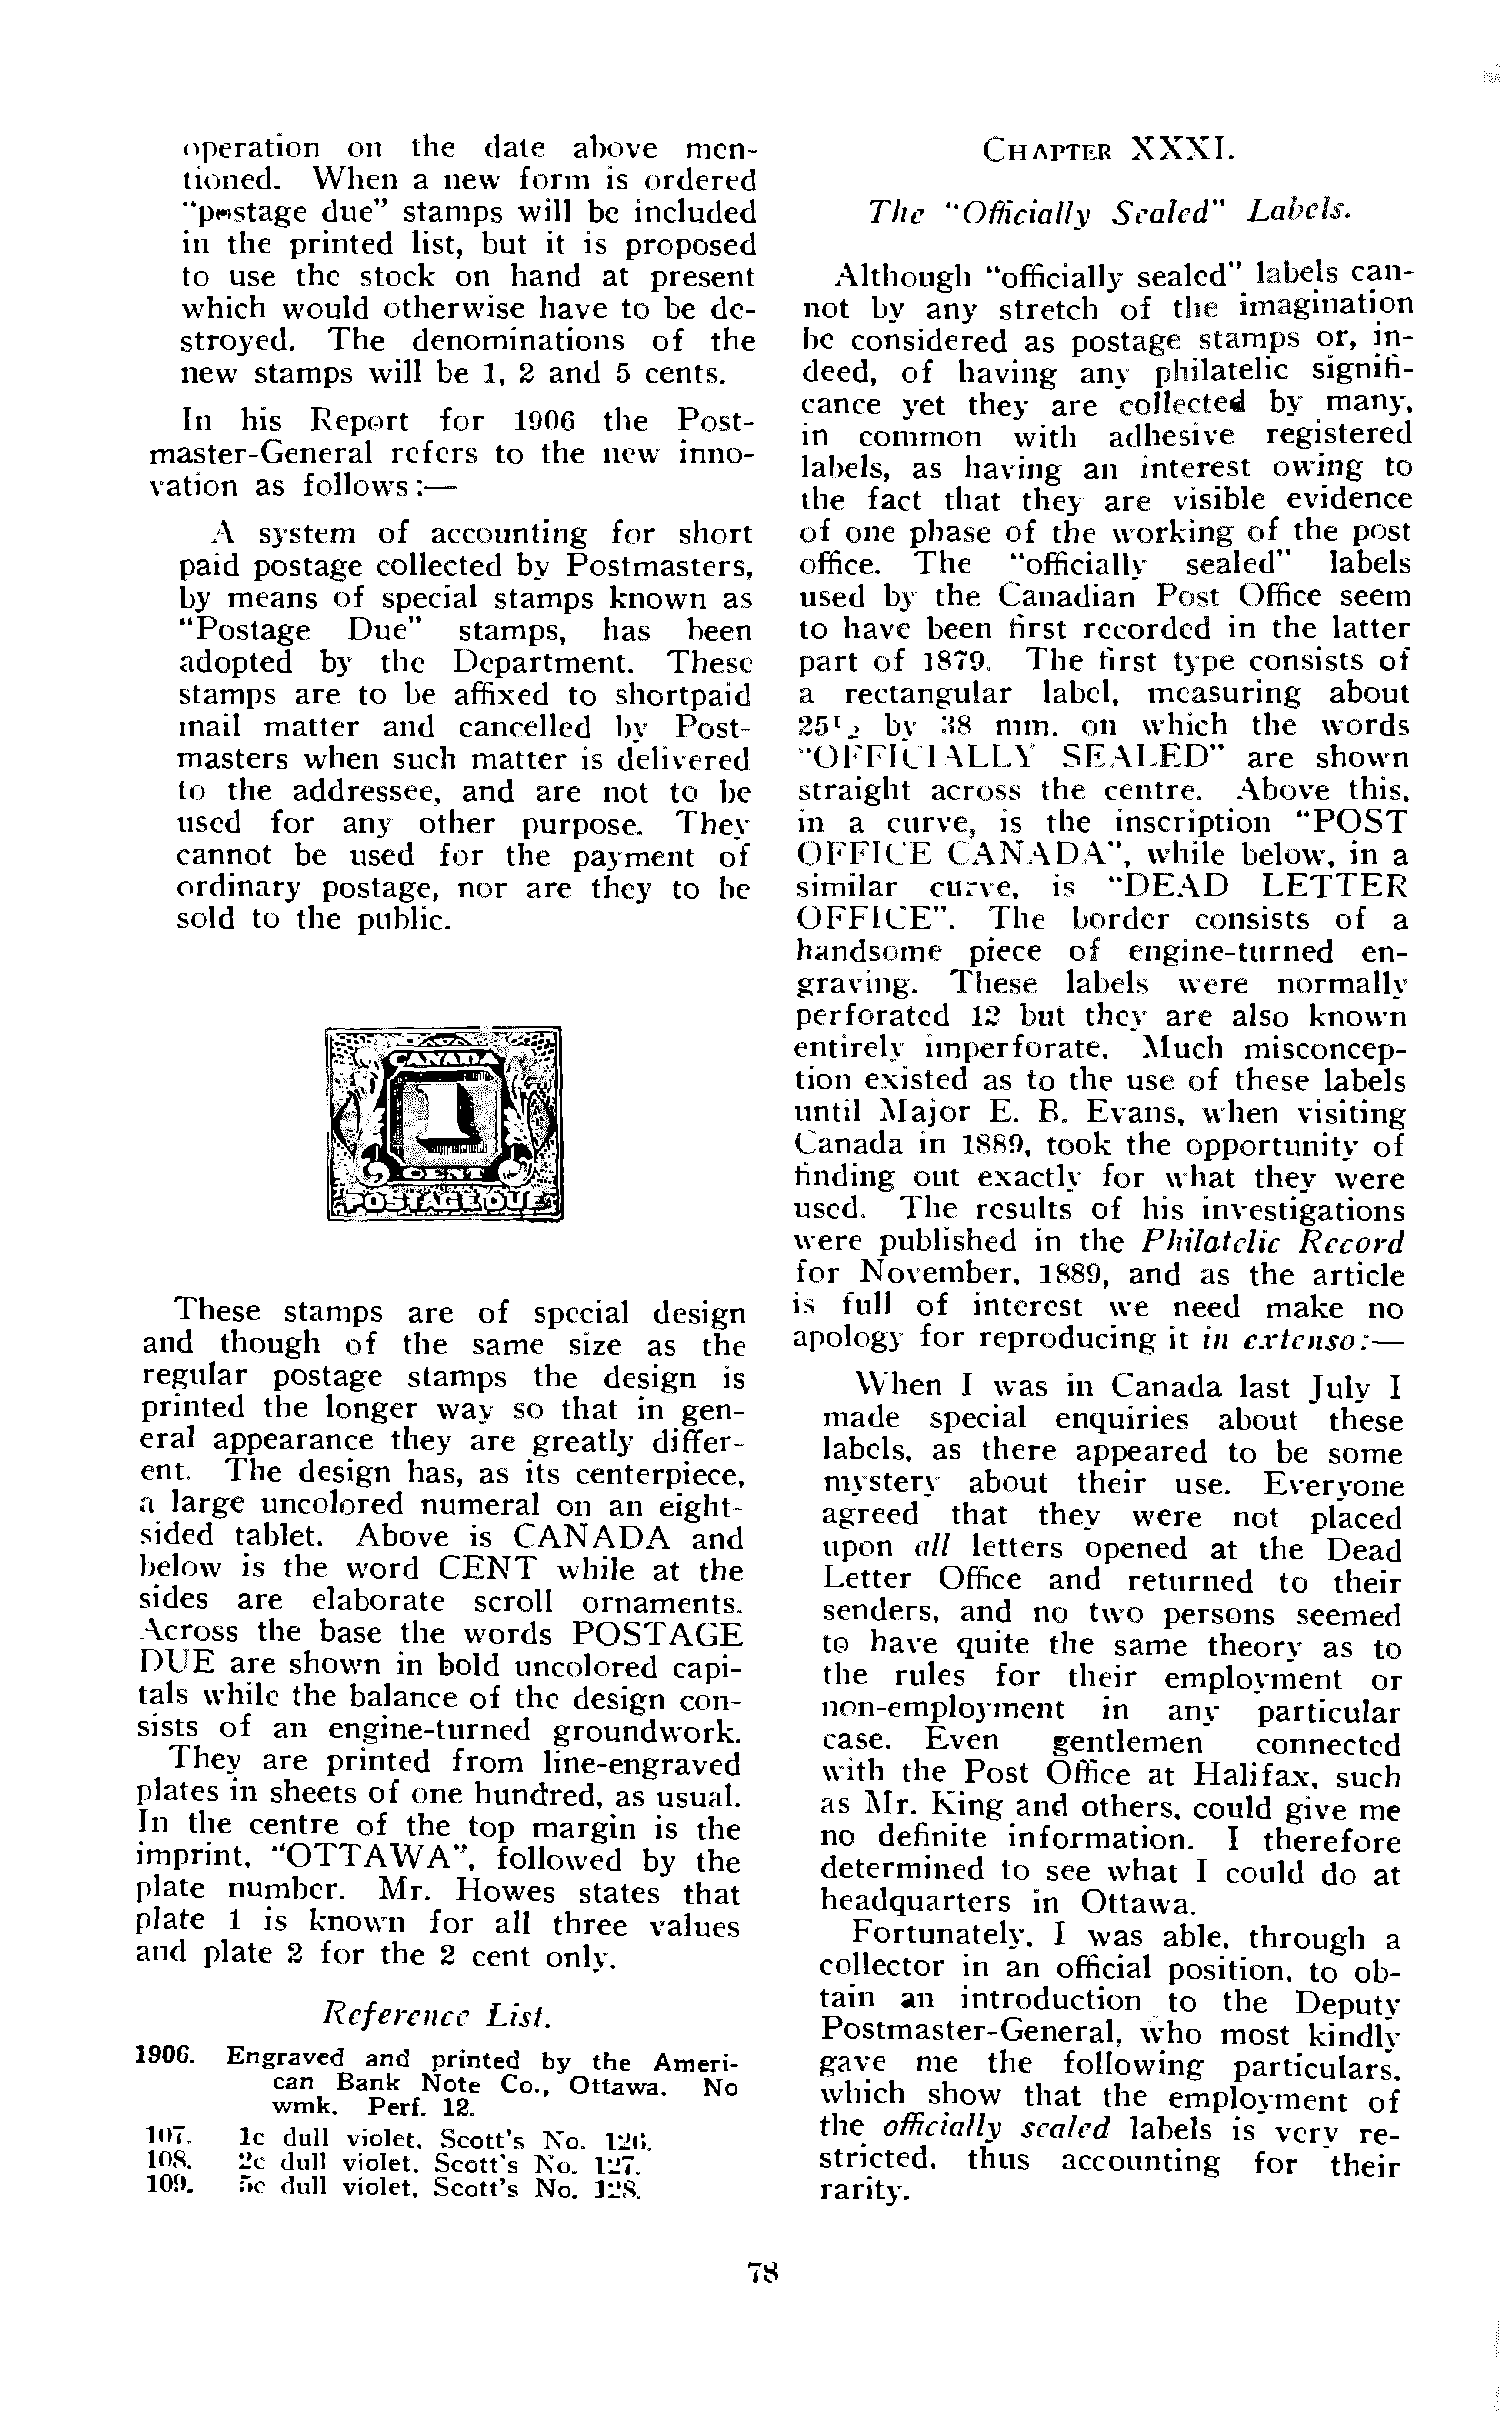 operation on the date above men-
tioned. When a new form is ordered
"postage due" stamps will be included
in the printed list, but it is proposed
to use the stock on hand at present
which would otherwise have to be de-
stroyed. The denominations of the
new stamps will be 1, 2 and 5 cents.
In his Report for 1906 the Post-
master-General refers to the new inno-
vation as follows:—
A system of accounting for short
paid postage collected by Postmasters,
by means of special stamps known as
"Postage Due" stamps, has been
adopted by the Department. These
stamps are to be affixed to shortpaid
mail matter and cancelled by Post-
masters when such matter is delivered
to the addressee, and are not to be
used for any other purpose. They
cannot be used for the payment of
ordinary postage, nor are they to be
sold to the public.
CANADA
1
CENT
POSTAGE DUE
These stamps are of special design
and though of the same size as the
regular postage stamps the design is
printed the longer way so that in gen-
eral appearance they are greatly differ-
ent. The design has, as its centerpiece,
a large uncolored numeral on an eight-
sided tablet. Above is CANADA and
below is the word CENT while at the
sides are elaborate scroll ornaments.
Across the base the words POSTAGE
DUE are shown in bold uncolored capi-
tals while the balance of the design con-
sists of an engine-turned groundwork.
They are printed from line-engraved
plates in sheets of one hundred, as usual.
In the centre of the top margin is the
imprint, "OTTAWA", followed by the
plate number. Mr. Howes states that
plate 1 is known for all three values
and plate 2 for the 2 cent only.
Reference List.
1906. Engraved and printed by the Ameri-
can Bank Note Co., Ottawa. No
wmk. Perf. 12.
107. 1c dull violet, Scott's No. 126.
108. 2c dull violet, Scott's No. 127.
109. 5c dull violet, Scott's No. 128.
CHAPTER XXXI.
The "Officially Sealed" Labels.
Although "officially sealed" labels can-
not by any stretch of the imagination
be considered as postage stamps or, in-
deed, of having any philatelic signifi-
cance yet they are collected by many,
in common with adhesive registered
labels, as having an interest owing to
the fact that they are visible evidence
of one phase of the working of the post
office. The "officially sealed" labels
used by the Canadian Post Office seem
to have been first recorded in the latter
part of 1879. The first type consists of
a rectangular label, measuring about
25½ by 38 mm. on which the words
"OFFICIALLY SEALED" are shown
straight across the centre. Above this,
in a curve, is the inscription "POST
OFFICE CANADA", while below, in a
similar curve, is "DEAD LETTER
OFFICE". The border consists of a
handsome piece of engine-turned en-
graving. These labels were normally
perforated 12 but they are also known
entirely imperforate. Much misconcep-
tion existed as to the use of these labels
until Major E. B. Evans, when visiting
Canada in 1889, took the opportunity of
finding out exactly for what they were
used. The results of his investigations
were published in the Philatelic Record
for November, 1889, and as the article
is full of interest we need make no
apology for reproducing it in extenso:—
When I was in Canada last July I
made special enquiries about these
labels, as there appeared to be some
mystery about their use. Everyone
agreed that they were not placed
upon all letters opened at the Dead
Letter Office and returned to their
senders, and no two persons seemed
to have quite the same theory as to
the rules for their employment or
non-employment in any particular
case. Even gentlemen connected
with the Post Office at Halifax, such
as Mr. King and others, could give me
no definite information. I therefore
determined to see what I could do at
headquarters in Ottawa.
Fortunately, I was able, through a
collector in an official position, to ob-
tain an introduction to the Deputy
Postmaster-General, who most kindly
gave me the following particulars,
which show that the employment of
the officially sealed labels is very re-
stricted, thus accounting for their
rarity.
78